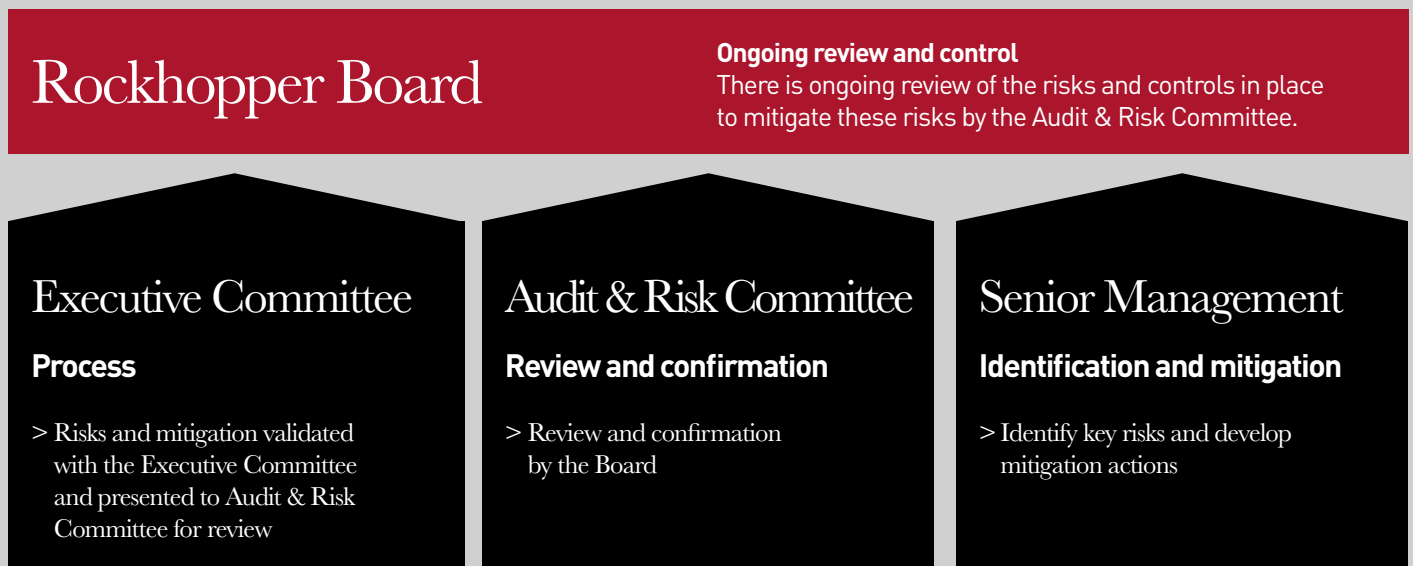 Rockhopper Board
Ongoing review and control
There is ongoing review of the risks and controls in place
to mitigate these risks by the Audit & Risk Committee.
Executive Committee
Process
> Risks and mitigation validated
with the Executive Committee
and presented to Audit & Risk
Committee for review
Audit & Risk Committee
Review and confirmation
> Review and confirmation
by the Board
Senior Management
Identification and mitigation
> Identify key risks and develop
mitigation actions